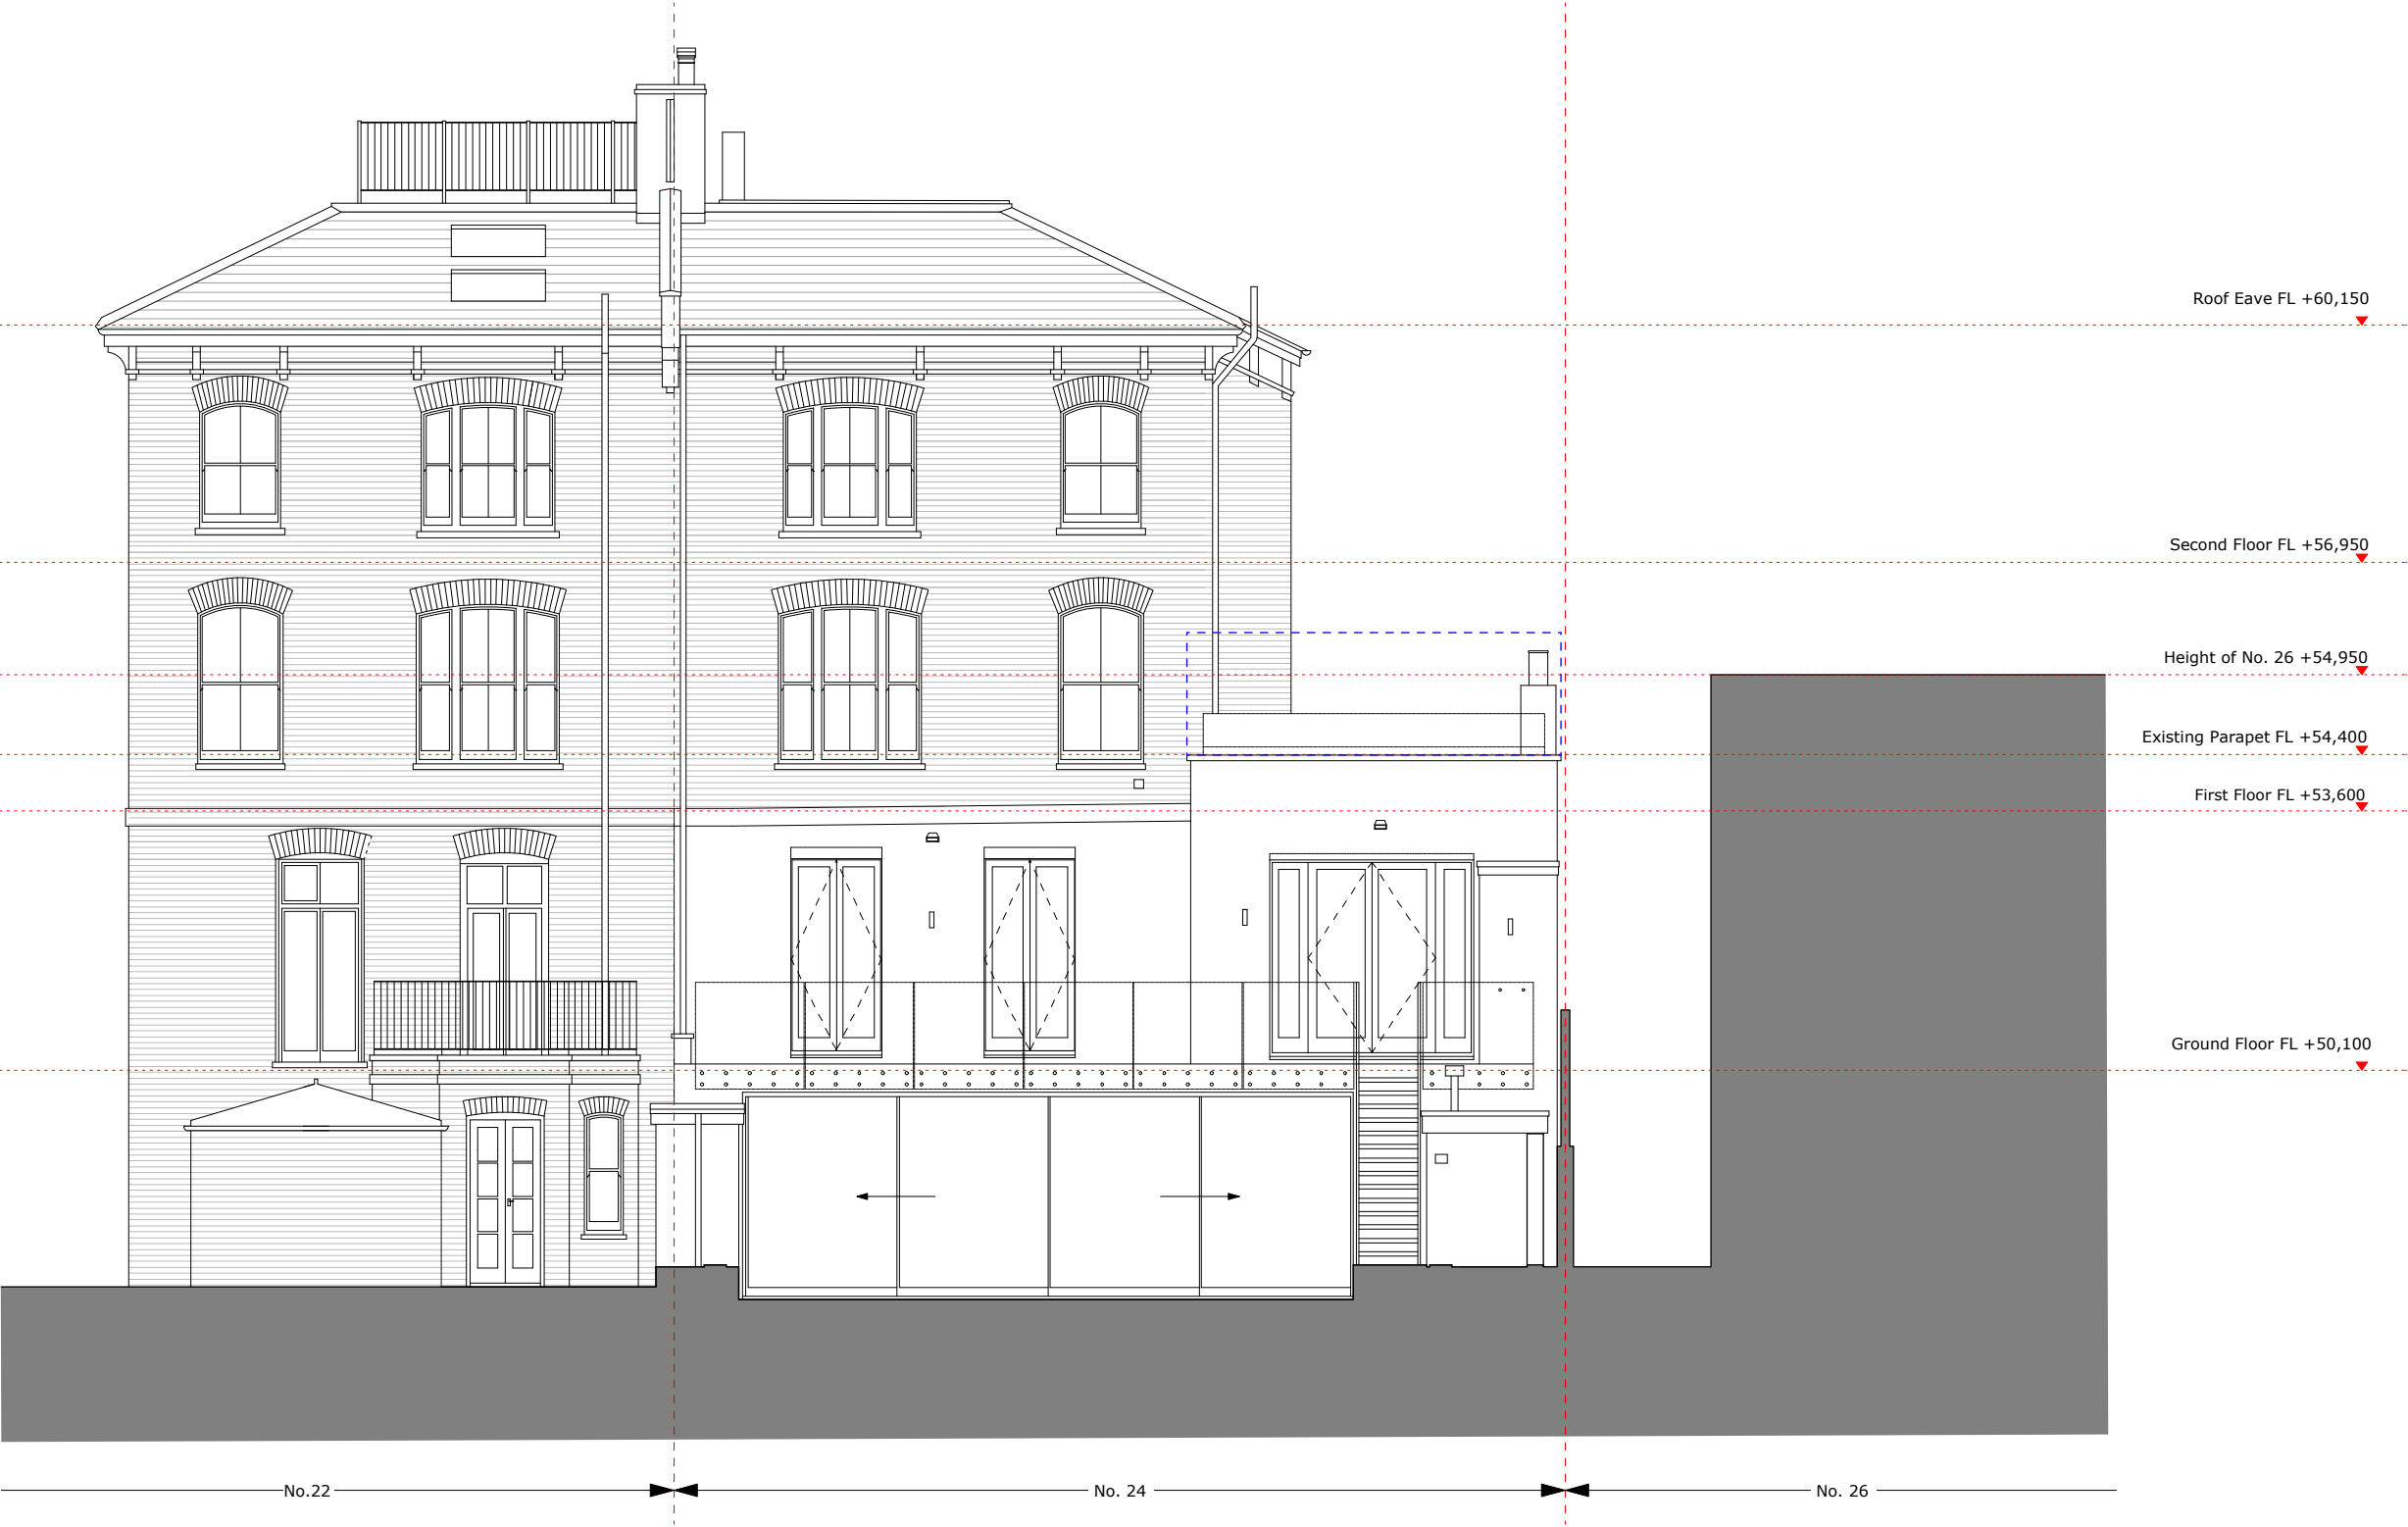 Roof Eave FL +60,150
Second Floor FL +56,950
Height of No. 26 +54,950
Existing Parapet FL +54,400
First Floor FL +53,600
Ground Floor FL +50,100
No.22
No. 24
No. 26